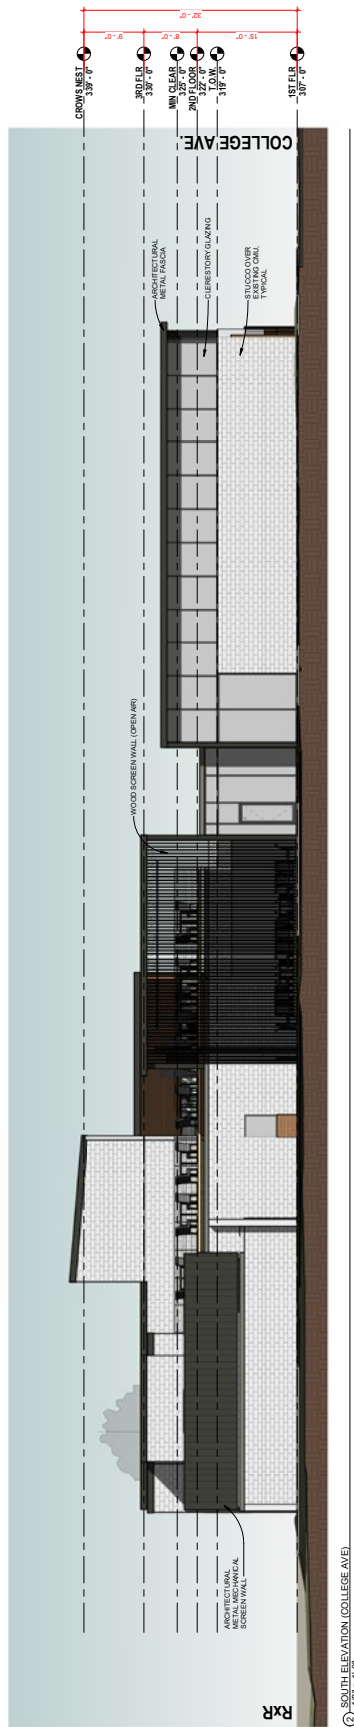 CROWS NEST
339' - 0"
3RD FLR
330' - 0"
MIN CLEAR
325' - 0"
2ND FLOOR
322' - 0"
T.O.W.
319' - 0"
1ST FLR
307' - 0"
32' - 0"
9' - 0"
8' - 0"
15' - 0"
COLLEGE AVE.
ARCHITECTURAL
METAL FASCIA
CLERESTORY GLAZING
STUCCO OVER
EXISTING CMU,
TYPICAL
WOOD SCREEN WALL (OPEN AIR)
ARCHITECTURAL
METAL MECHANICAL
SCREEN WALL
RxR
2 SOUTH ELEVATION (COLLEGE AVE)